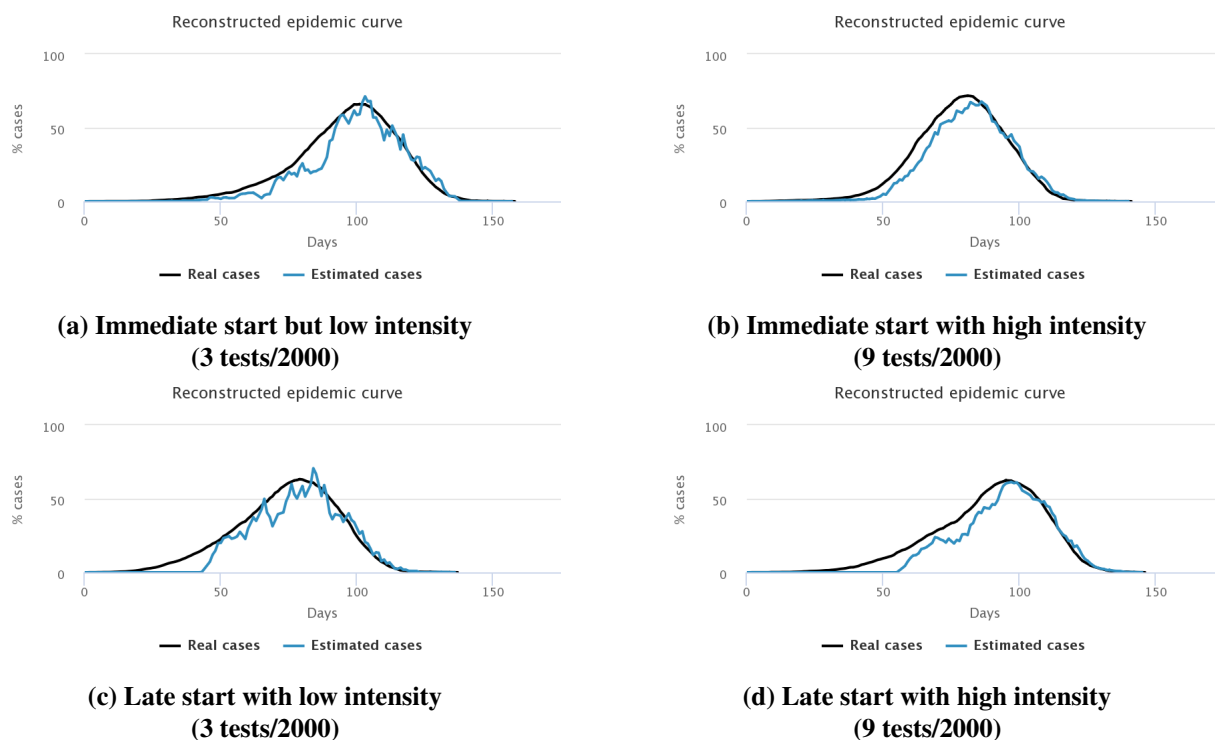 Reconstructed epidemic curve
100
50
0
% cases
0
50
100
150
Days
Real cases
Estimated cases
(a) Immediate start but low intensity
(3 tests/2000)
Reconstructed epidemic curve
100
50
0
% cases
0
50
100
150
Days
Real cases
Estimated cases
(b) Immediate start with high intensity
(9 tests/2000)
Reconstructed epidemic curve
100
50
0
% cases
0
50
100
150
Days
Real cases
Estimated cases
(c) Late start with low intensity
(3 tests/2000)
Reconstructed epidemic curve
100
50
0
% cases
0
50
100
150
Days
Real cases
Estimated cases
(d) Late start with high intensity
(9 tests/2000)